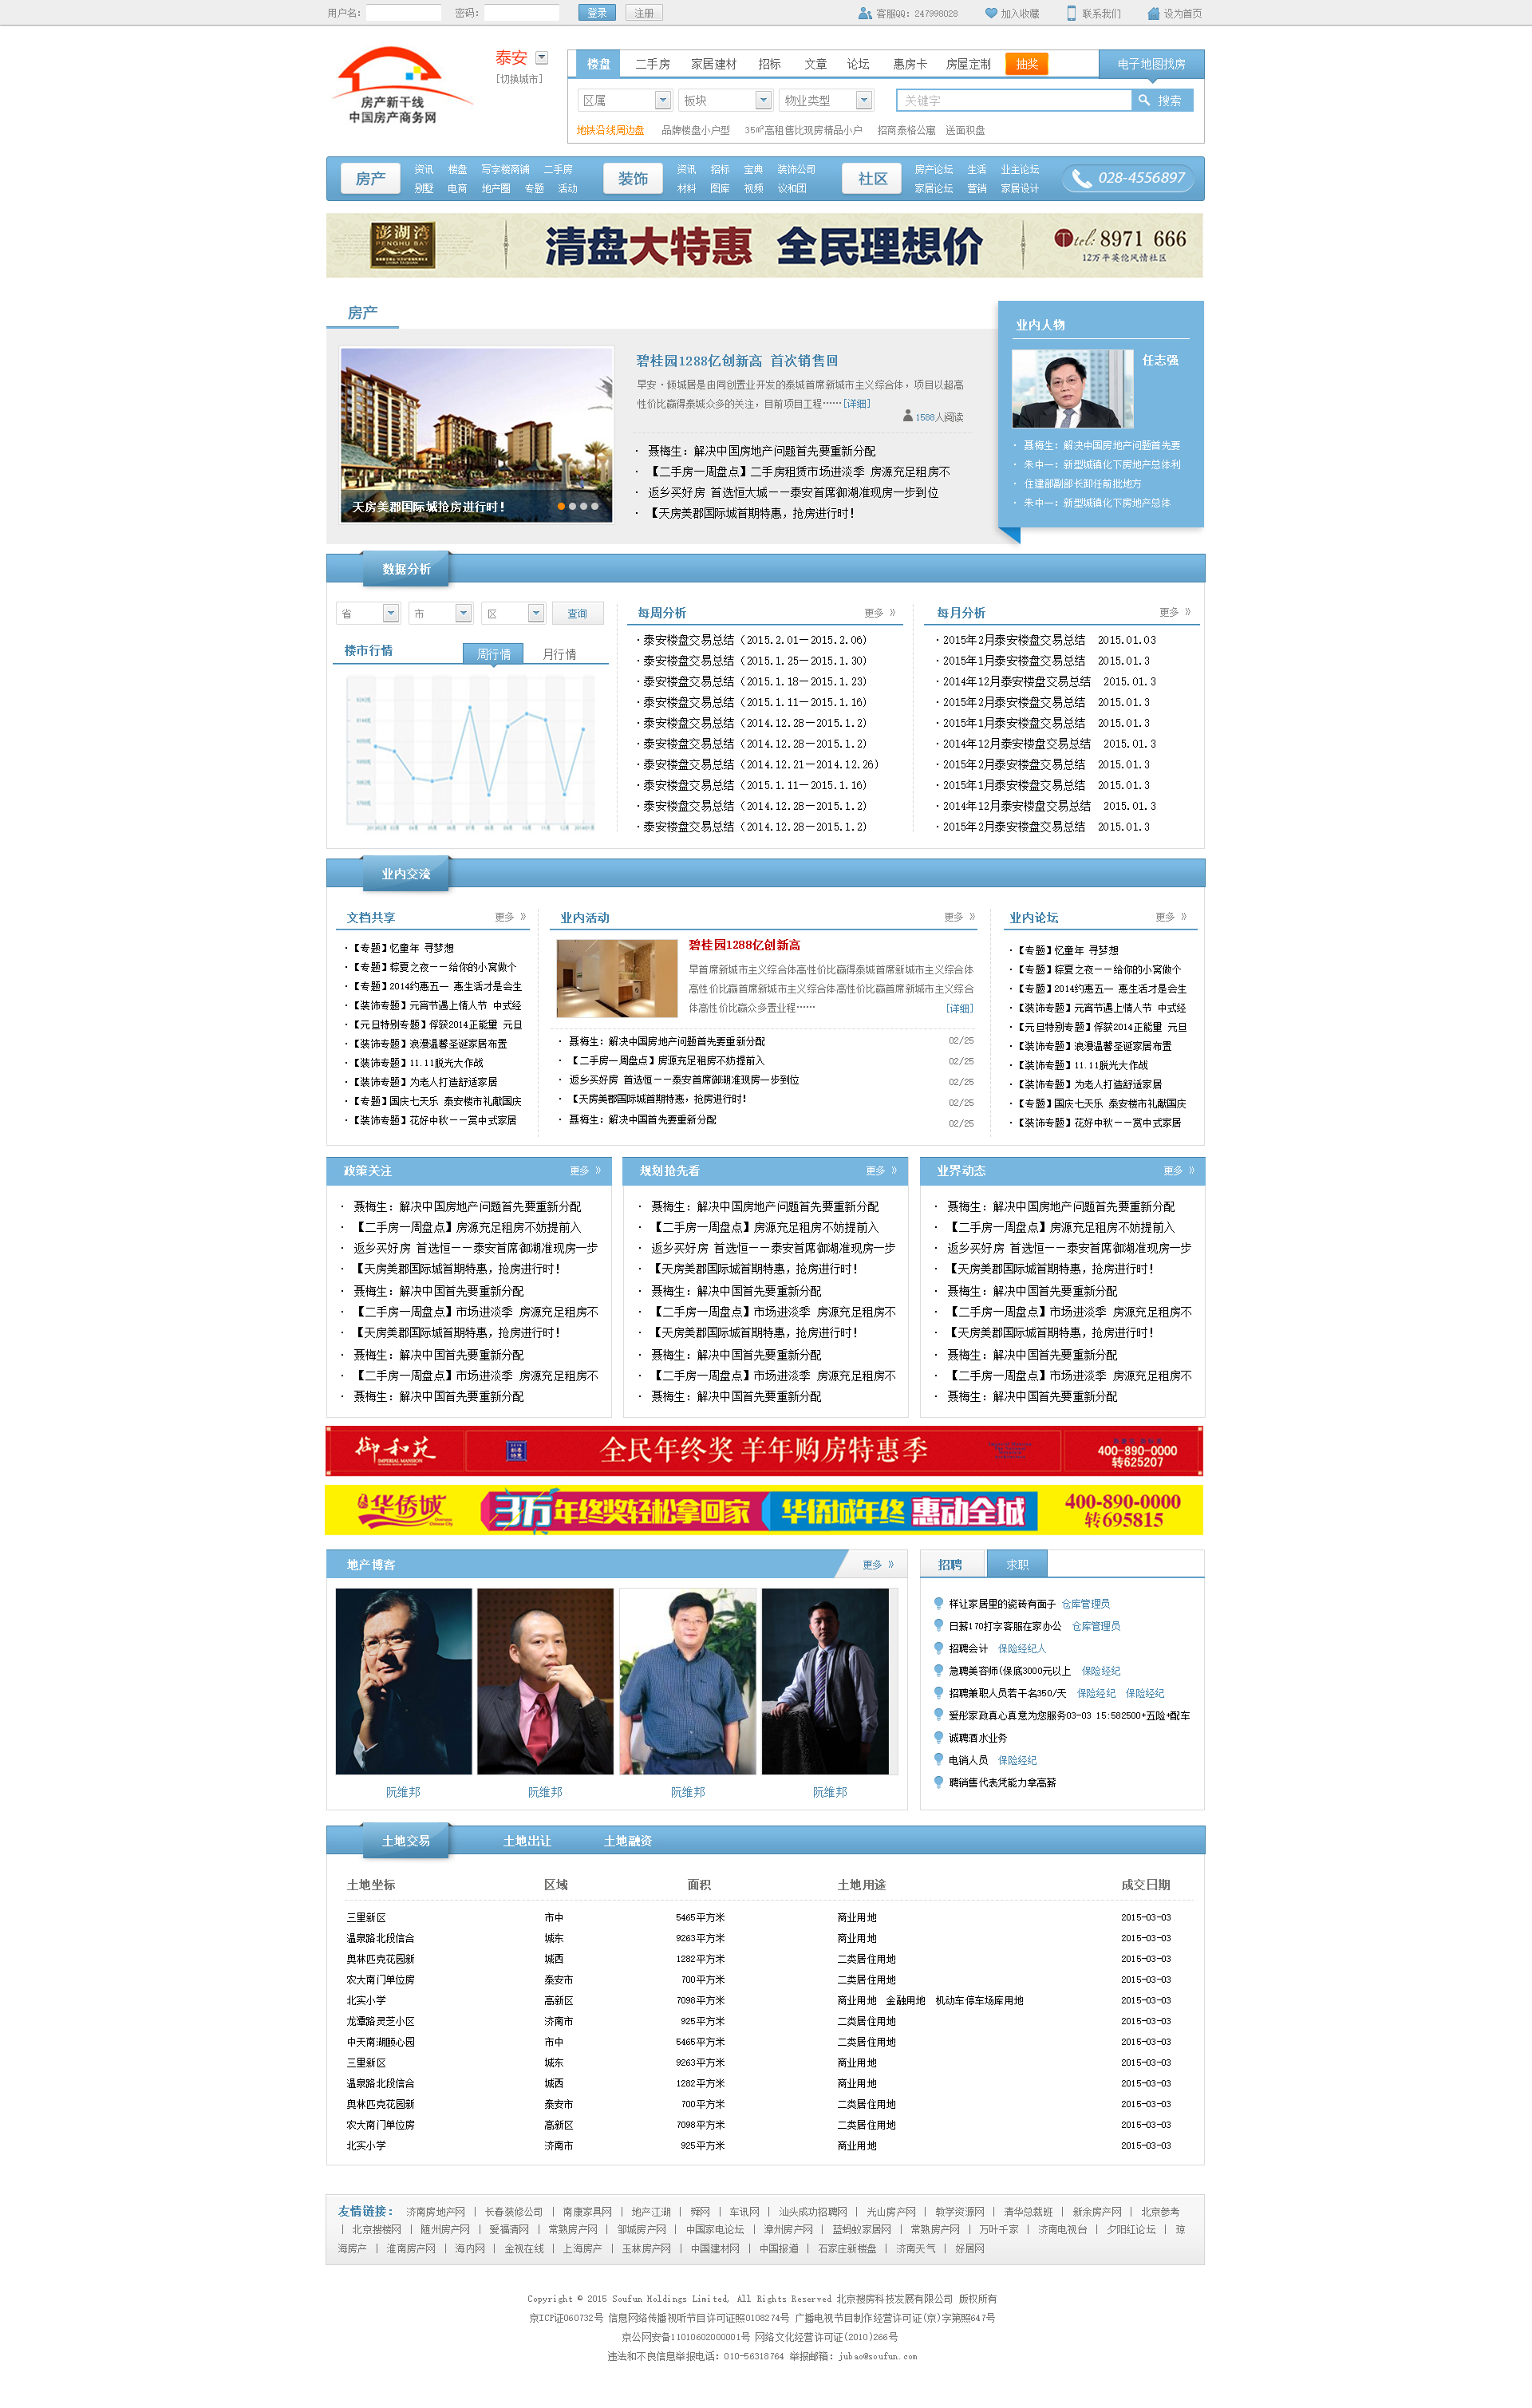 用户名: 密码: 登录 注册 客服QQ: 247998028 加入收藏 联系我们 设为首页
房产新干线
中国房产商务网
泰安
[切换城市]
楼盘 二手房 家居建材 招标 文章 论坛 惠房卡 房屋定制 抽奖 电子地图找房
区属 板块 物业类型 关键字 搜索
地铁沿线周边盘 品牌楼盘小户型 35㎡高租售比现房精品小户 招商泰格公寓 送面积盘
房产 资讯 楼盘 写字楼商铺 二手房
别墅 电商 地产圈 专题 活动
装饰 资讯 招标 宝典 装饰公司
材料 图库 视频 议和团
社区 房产论坛 生活 业主论坛
家居论坛 营销 家居设计
028-4556897
澎湖湾
PENGHU BAY
清盘大特惠 全民理想价
tel: 8971 666
12万平英伦风情社区
房产
天房美郡国际城抢房进行时!
碧桂园1288亿创新高 首次销售回
早安·倾城居是由同创置业开发的泰城首席新城市主义综合体, 项目以超高
性价比赢得泰城众多的关注, 目前项目工程……[详细]
1588人阅读
· 聂梅生: 解决中国房地产问题首先要重新分配
· 【二手房一周盘点】二手房租赁市场进淡季 房源充足租房不
· 返乡买好房 首选恒大城——泰安首席御湖准现房一步到位
· 【天房美郡国际城首期特惠, 抢房进行时!
业内人物
任志强
· 聂梅生: 解决中国房地产问题首先要
· 朱中一: 新型城镇化下房地产总体利
· 住建部副部长卸任前批地方
· 朱中一: 新型城镇化下房地产总体
数据分析
省 市 区 查询
楼市行情 周行情 月行情
每周分析 更多 »
·泰安楼盘交易总结 (2015.2.01—2015.2.06)
·泰安楼盘交易总结 (2015.1.25—2015.1.30)
·泰安楼盘交易总结 (2015.1.18—2015.1.23)
·泰安楼盘交易总结 (2015.1.11—2015.1.16)
·泰安楼盘交易总结 (2014.12.28—2015.1.2)
·泰安楼盘交易总结 (2014.12.28—2015.1.2)
·泰安楼盘交易总结 (2014.12.21—2014.12.26)
·泰安楼盘交易总结 (2015.1.11—2015.1.16)
·泰安楼盘交易总结 (2014.12.28—2015.1.2)
·泰安楼盘交易总结 (2014.12.28—2015.1.2)
每月分析 更多 »
·2015年2月泰安楼盘交易总结 2015.01.03
·2015年1月泰安楼盘交易总结 2015.01.3
·2014年12月泰安楼盘交易总结 2015.01.3
·2015年2月泰安楼盘交易总结 2015.01.3
·2015年1月泰安楼盘交易总结 2015.01.3
·2014年12月泰安楼盘交易总结 2015.01.3
·2015年2月泰安楼盘交易总结 2015.01.3
·2015年1月泰安楼盘交易总结 2015.01.3
·2014年12月泰安楼盘交易总结 2015.01.3
·2015年2月泰安楼盘交易总结 2015.01.3
业内交流
文档共享 更多 »
·【专题】忆童年 寻梦想
·【专题】粽夏之夜——给你的小窝做个
·【专题】2014约惠五一 惠生活才是会生
·【装饰专题】元宵节遇上情人节 中式经
·【元旦特别专题】俘获2014正能量 元旦
·【装饰专题】浪漫温馨圣诞家居布置
·【装饰专题】11.11脱光大作战
·【装饰专题】为老人打造舒适家居
·【专题】国庆七天乐 泰安楼市礼献国庆
·【装饰专题】花好中秋——赏中式家居
业内活动 更多 »
碧桂园1288亿创新高
早首席新城市主义综合体高性价比赢得泰城首席新城市主义综合体
高性价比赢首席新城市主义综合体高性价比赢首席新城市主义综合
体高性价比赢众多置业程…… [详细]
· 聂梅生: 解决中国房地产问题首先要重新分配 02/25
· 【二手房一周盘点】房源充足租房不妨提前入 02/25
· 返乡买好房 首选恒——泰安首席御湖准现房一步到位 02/25
· 【天房美郡国际城首期特惠, 抢房进行时! 02/25
· 聂梅生: 解决中国首先要重新分配 02/25
业内论坛 更多 »
·【专题】忆童年 寻梦想
·【专题】粽夏之夜——给你的小窝做个
·【专题】2014约惠五一 惠生活才是会生
·【装饰专题】元宵节遇上情人节 中式经
·【元旦特别专题】俘获2014正能量 元旦
·【装饰专题】浪漫温馨圣诞家居布置
·【装饰专题】11.11脱光大作战
·【装饰专题】为老人打造舒适家居
·【专题】国庆七天乐 泰安楼市礼献国庆
·【装饰专题】花好中秋——赏中式家居
政策关注 更多 »
· 聂梅生: 解决中国房地产问题首先要重新分配
· 【二手房一周盘点】房源充足租房不妨提前入
· 返乡买好房 首选恒——泰安首席御湖准现房一步
· 【天房美郡国际城首期特惠, 抢房进行时!
· 聂梅生: 解决中国首先要重新分配
· 【二手房一周盘点】市场进淡季 房源充足租房不
· 【天房美郡国际城首期特惠, 抢房进行时!
· 聂梅生: 解决中国首先要重新分配
· 【二手房一周盘点】市场进淡季 房源充足租房不
· 聂梅生: 解决中国首先要重新分配
规划抢先看 更多 »
· 聂梅生: 解决中国房地产问题首先要重新分配
· 【二手房一周盘点】房源充足租房不妨提前入
· 返乡买好房 首选恒——泰安首席御湖准现房一步
· 【天房美郡国际城首期特惠, 抢房进行时!
· 聂梅生: 解决中国首先要重新分配
· 【二手房一周盘点】市场进淡季 房源充足租房不
· 【天房美郡国际城首期特惠, 抢房进行时!
· 聂梅生: 解决中国首先要重新分配
· 【二手房一周盘点】市场进淡季 房源充足租房不
· 聂梅生: 解决中国首先要重新分配
业界动态 更多 »
· 聂梅生: 解决中国房地产问题首先要重新分配
· 【二手房一周盘点】房源充足租房不妨提前入
· 返乡买好房 首选恒——泰安首席御湖准现房一步
· 【天房美郡国际城首期特惠, 抢房进行时!
· 聂梅生: 解决中国首先要重新分配
· 【二手房一周盘点】市场进淡季 房源充足租房不
· 【天房美郡国际城首期特惠, 抢房进行时!
· 聂梅生: 解决中国首先要重新分配
· 【二手房一周盘点】市场进淡季 房源充足租房不
· 聂梅生: 解决中国首先要重新分配
御和苑
IMPERIAL MANSION
全民年终奖 羊年购房特惠季
400-890-0000
转625207
华侨城
3万年终奖轻松拿回家 华侨城年终惠动全城
400-890-0000
转695815
地产博客 更多 »
阮维邦 阮维邦 阮维邦 阮维邦
招聘 求职
样让家居里的瓷砖有面子 仓库管理员
日薪170打字客服在家办公 仓库管理员
招聘会计 保险经纪人
急聘美容师(保底3000元以上 保险经纪
招聘兼职人员若干名350/天 保险经纪 保险经纪
爱彤家政真心真意为您服务03-03 15:582500+五险+配车
诚聘酒水业务
电销人员 保险经纪
聘销售代表凭能力拿高薪
土地交易 土地出让 土地融资
土地坐标 区域 面积 土地用途 成交日期
三里新区 市中 5465平方米 商业用地 2015-03-03
温泉路北段信合 城东 9263平方米 商业用地 2015-03-03
奥林匹克花园新 城西 1282平方米 二类居住用地 2015-03-03
农大南门单位房 泰安市 700平方米 二类居住用地 2015-03-03
北实小学 高新区 7098平方米 商业用地 金融用地 机动车停车场库用地 2015-03-03
龙潭路灵芝小区 济南市 925平方米 二类居住用地 2015-03-03
中天南湖颐心园 市中 5465平方米 二类居住用地 2015-03-03
三里新区 城东 9263平方米 商业用地 2015-03-03
温泉路北段信合 城西 1282平方米 商业用地 2015-03-03
奥林匹克花园新 泰安市 700平方米 二类居住用地 2015-03-03
农大南门单位房 高新区 7098平方米 二类居住用地 2015-03-03
北实小学 济南市 925平方米 商业用地 2015-03-03
友情链接: 济南房地产网 | 长春装修公司 | 南康家具网 | 地产江湖 | 舜网 | 车讯网 | 汕头成功招聘网 | 光山房产网 | 教学资源网 | 清华总裁班 | 新余房产网 | 北京参考
| 北京搜楼网 | 随州房产网 | 爱福清网 | 常熟房产网 | 邹城房产网 | 中国家电论坛 | 漳州房产网 | 蓝蚂蚁家居网 | 常熟房产网 | 万叶千家 | 济南电视台 | 夕阳红论坛 | 琼
海房产 | 淮南房产网 | 海内网 | 金视在线 | 上海房产 | 玉林房产网 | 中国建材网 | 中国报道 | 石家庄新楼盘 | 济南天气 | 好居网
Copyright © 2015 Soufun Holdings Limited, All Rights Reserved 北京搜房科技发展有限公司 版权所有
京ICP证060732号 信息网络传播视听节目许可证照0108274号 广播电视节目制作经营许可证(京)字第照647号
京公网安备11010602000001号 网络文化经营许可证(2010)266号
违法和不良信息举报电话: 010-56318764 举报邮箱: jubao@soufun.com